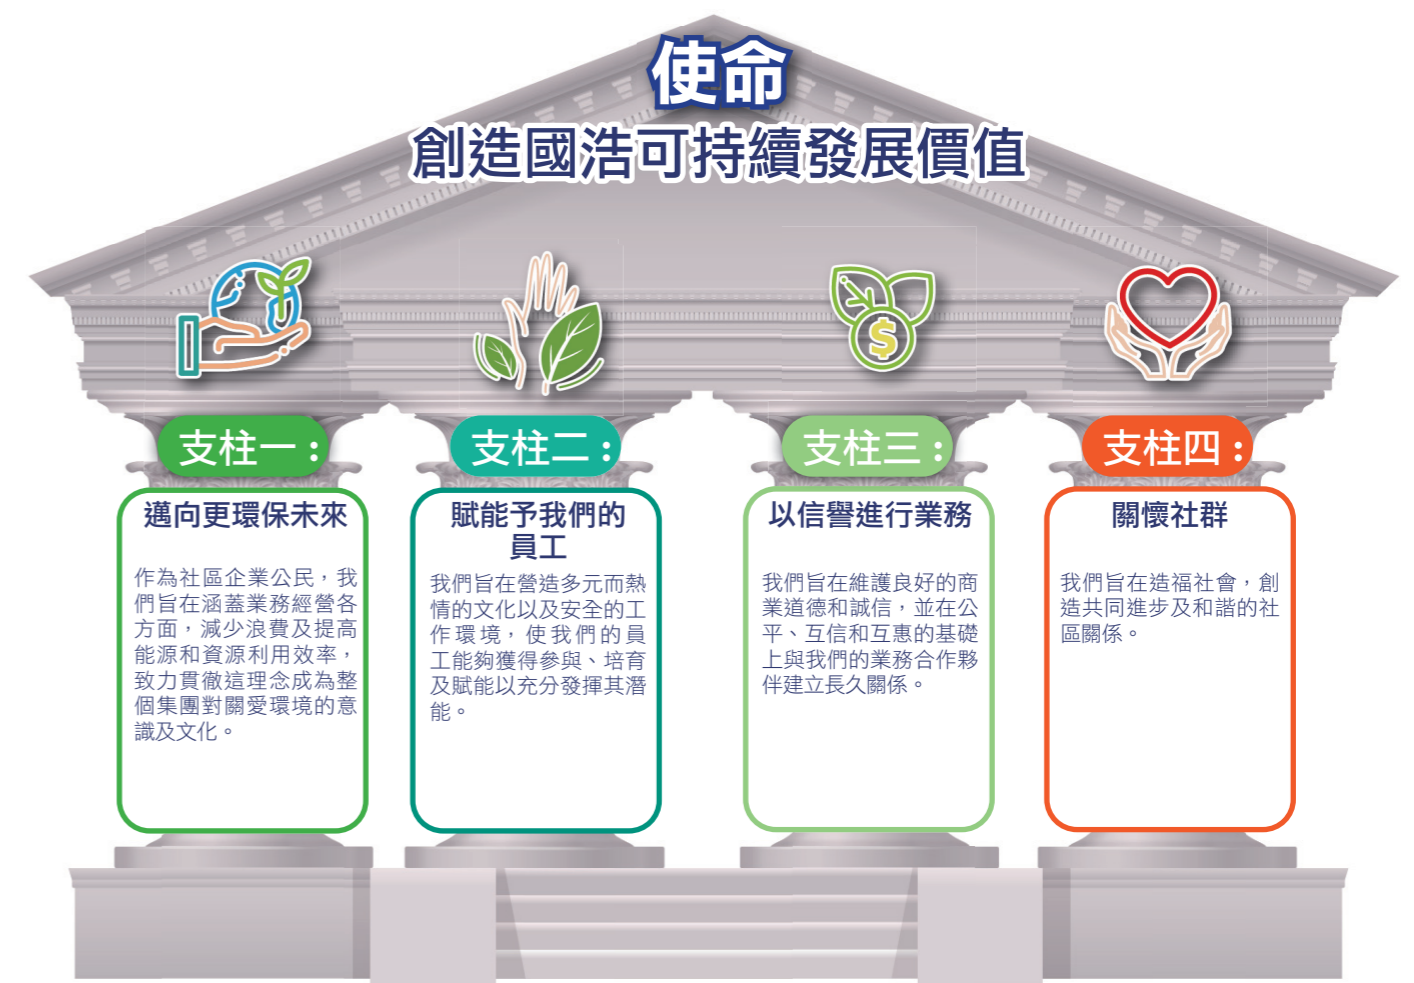 使命
創造國浩可持續發展價值
支柱一：
邁向更環保未來
作為社區企業公民，我
們旨在涵蓋業務經營各
方面，減少浪費及提高
能源和資源利用效率，
致力貫徹這理念成為整
個集團對關愛環境的意
識及文化。
支柱二：
賦能予我們的
員工
我們旨在營造多元而熱
情的文化以及安全的工
作環境，使我們的員
工能夠獲得參與、培育
及賦能以充分發揮其潛
能。
支柱三：
以信譽進行業務
我們旨在維護良好的商
業道德和誠信，並在公
平、互信和互惠的基礎
上與我們的業務合作夥
伴建立長久關係。
支柱四：
關懷社群
我們旨在造福社會，創
造共同進步及和諧的社
區關係。
$